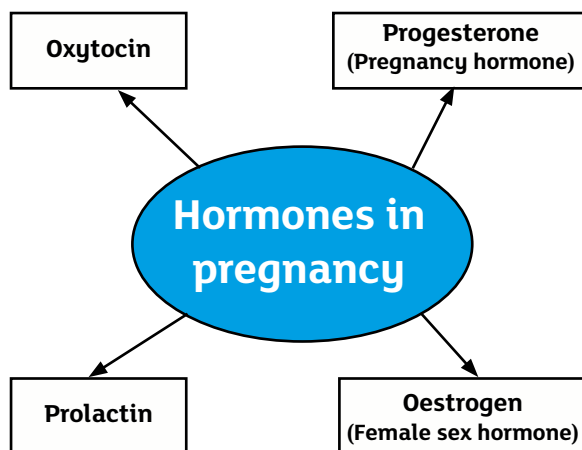 Oxytocin
Progesterone
(Pregnancy hormone)
Hormones in
pregnancy
Prolactin
Oestrogen
(Female sex hormone)